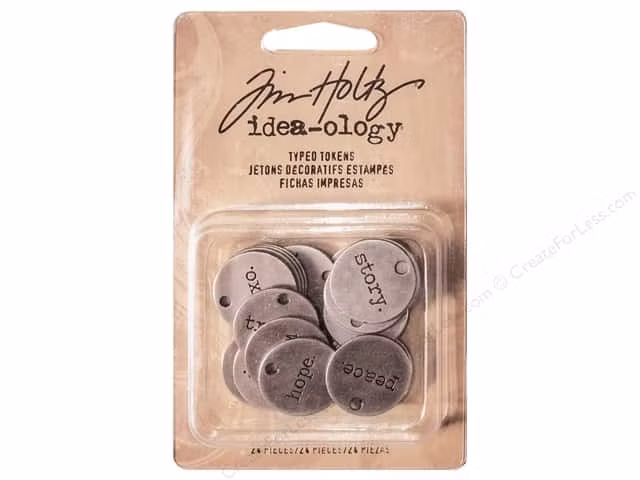 Tim Holtz
idea-ology
TYPED TOKENS
JETONS DÉCORATIFS ESTAMPÉS
FICHAS IMPRESAS
xo.
story.
hope.
peace.
24 PIECES/24 PIÈCES/24 PIEZAS
CreateForLess.com ©